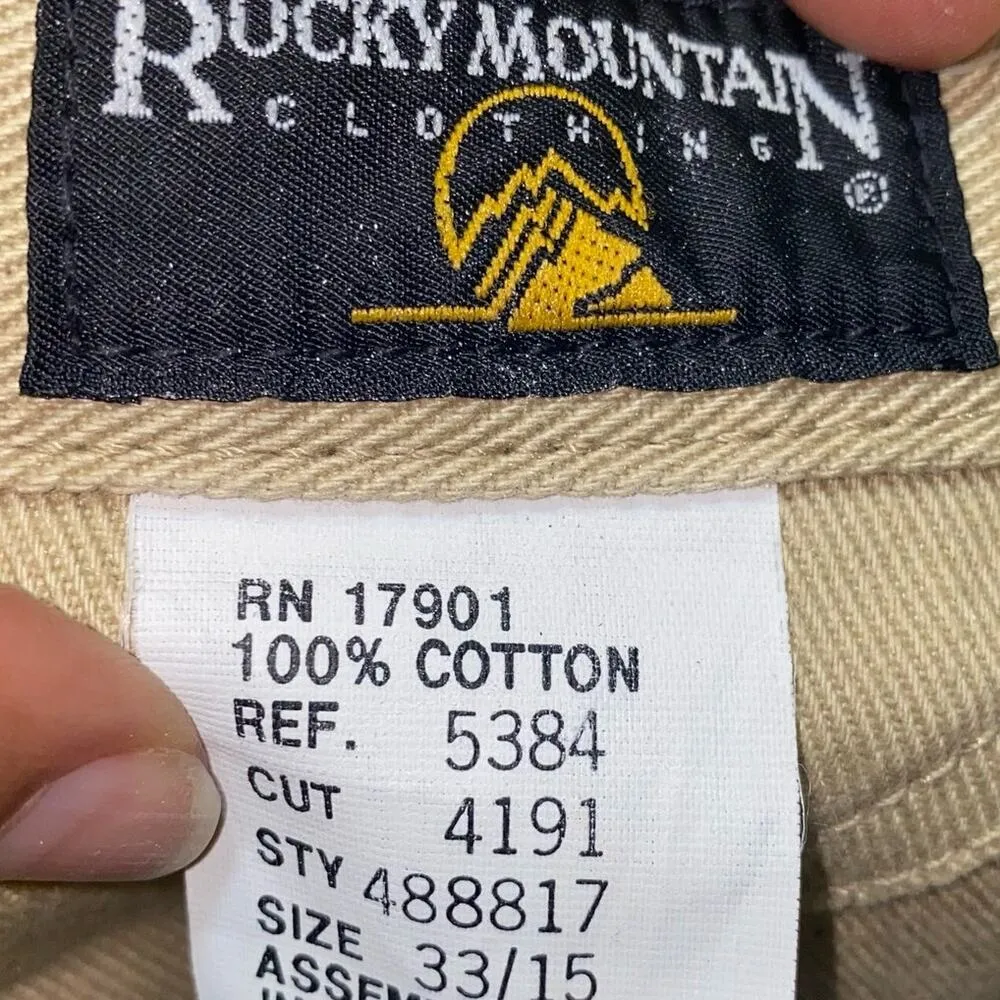 ROCKY MOUNTAIN
CLOTHING ®
RN 17901
100% COTTON
REF. 5384
CUT 4191
STY 488817
SIZE 33/15